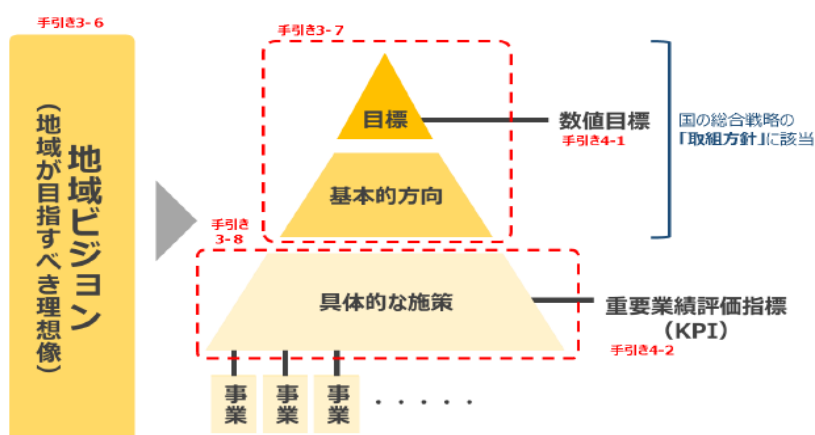 手引き3-6
地域ビジョン
(地域が目指すべき理想像)
手引き3-7
目標
数値目標
手引き4-1
国の総合戦略の
「取組方針」に該当
基本的方向
手引き
3-8
具体的な施策
重要業績評価指標
（KPI）
手引き4-2
事業
事業
事業
・・・・・